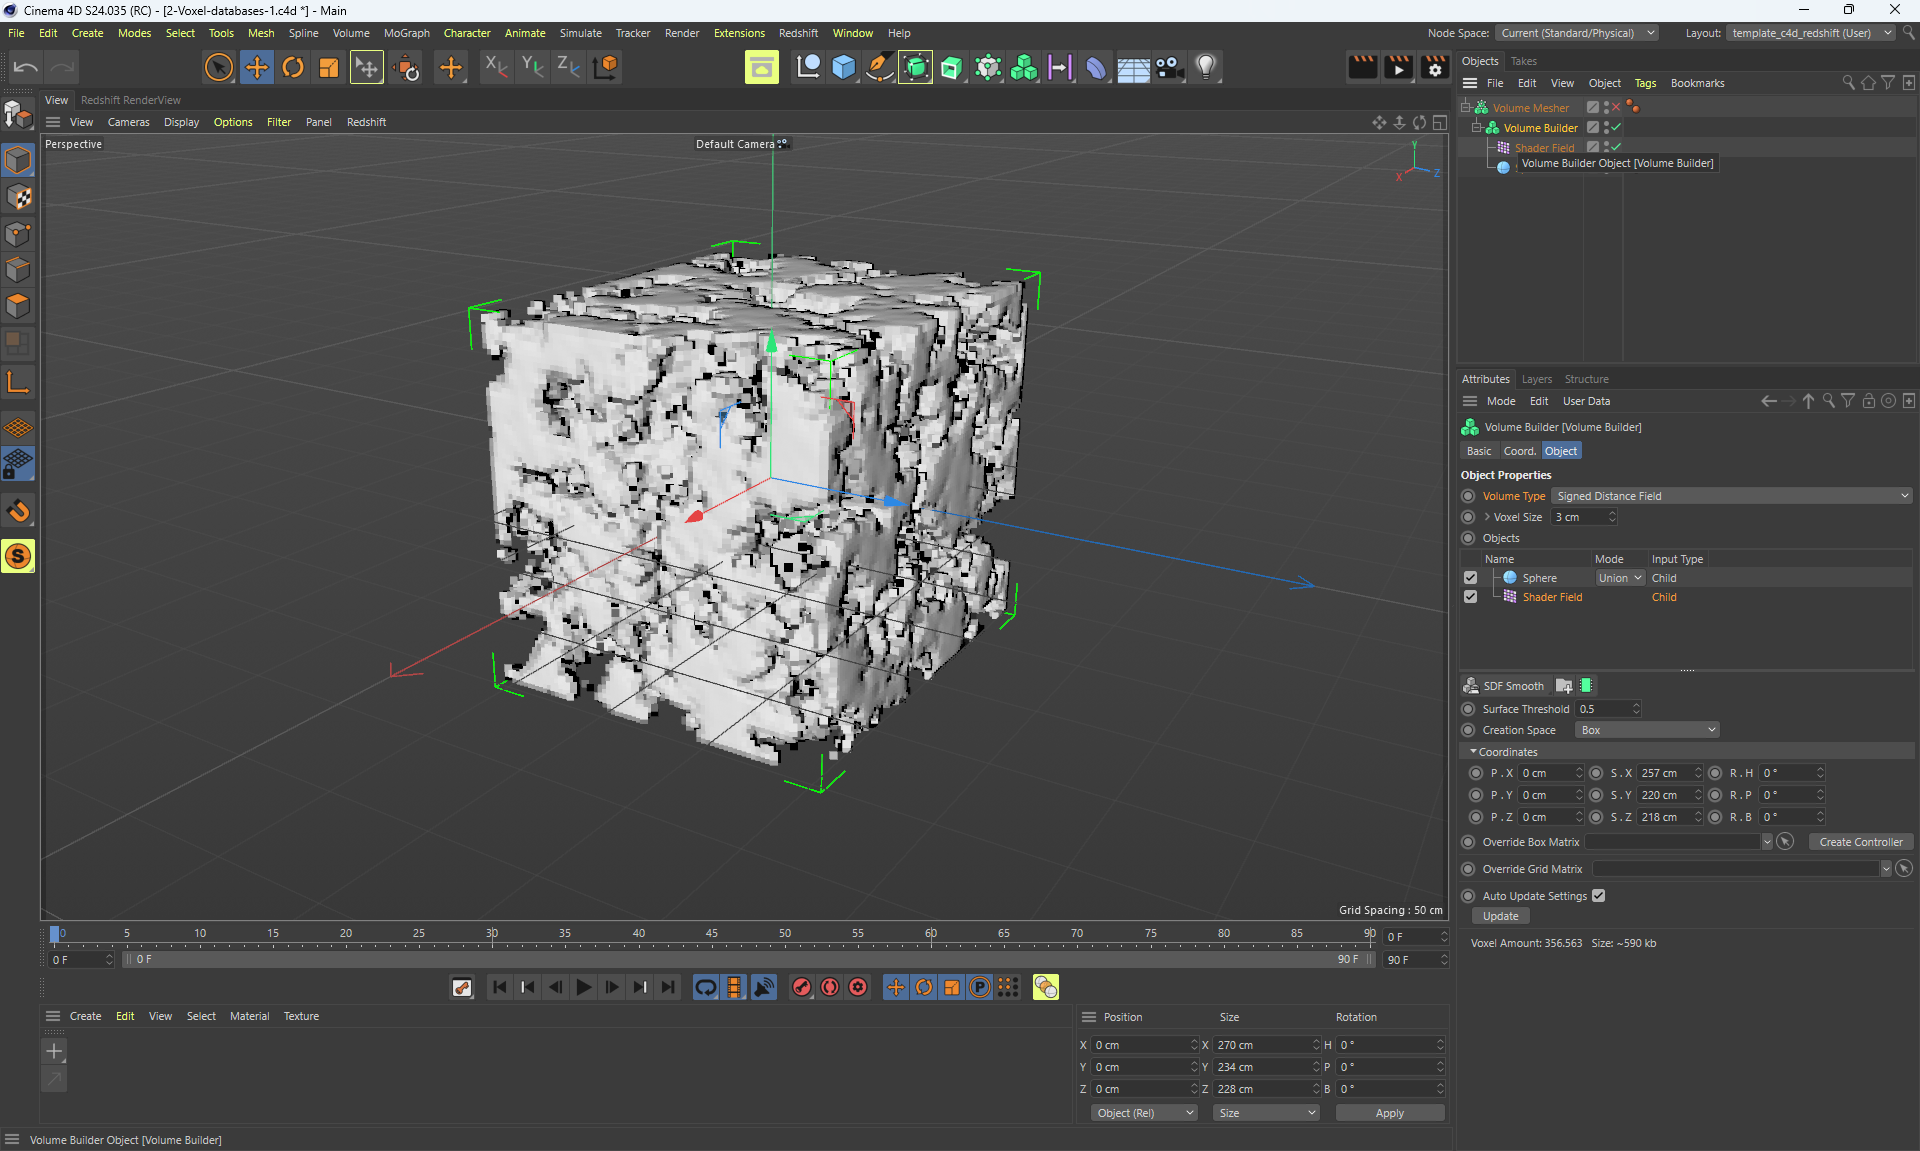 Cinema 4D S24.035 (RC) - [2-Voxel-databases-1.c4d *] - Main
File Edit Create Modes Select Tools Mesh Spline Volume MoGraph Character Animate Simulate Tracker Render Extensions Redshift Window Help
Node Space: Current (Standard/Physical) Layout: template_c4d_redshift (User)
X Y Z
Objects Takes
File Edit View Object Tags Bookmarks
View Redshift RenderView
View Cameras Display Options Filter Panel Redshift
Perspective
Default Camera
Y
X
Z
Volume Mesher
Volume Builder
Shader Field
Volume Builder Object [Volume Builder]
Attributes Layers Structure
Mode Edit User Data
Volume Builder [Volume Builder]
Basic Coord. Object
Object Properties
Volume Type Signed Distance Field
Voxel Size 3 cm
Objects
Name Mode Input Type
Sphere Union Child
Shader Field Child
SDF Smooth
Surface Threshold 0.5
Creation Space Box
Coordinates
P . X 0 cm S . X 257 cm R . H 0 °
P . Y 0 cm S . Y 220 cm R . P 0 °
P . Z 0 cm S . Z 218 cm R . B 0 °
Override Box Matrix Create Controller
Override Grid Matrix
Auto Update Settings
Update
Voxel Amount: 356.563 Size: ~590 kb
Grid Spacing : 50 cm
0 5 10 15 20 25 30 35 40 45 50 55 60 65 70 75 80 85 90 0 F
0 F 0 F 90 F 90 F
P
S
Create Edit View Select Material Texture
Position Size Rotation
X 0 cm X 270 cm H 0 °
Y 0 cm Y 234 cm P 0 °
Z 0 cm Z 228 cm B 0 °
Object (Rel) Size Apply
Volume Builder Object [Volume Builder]